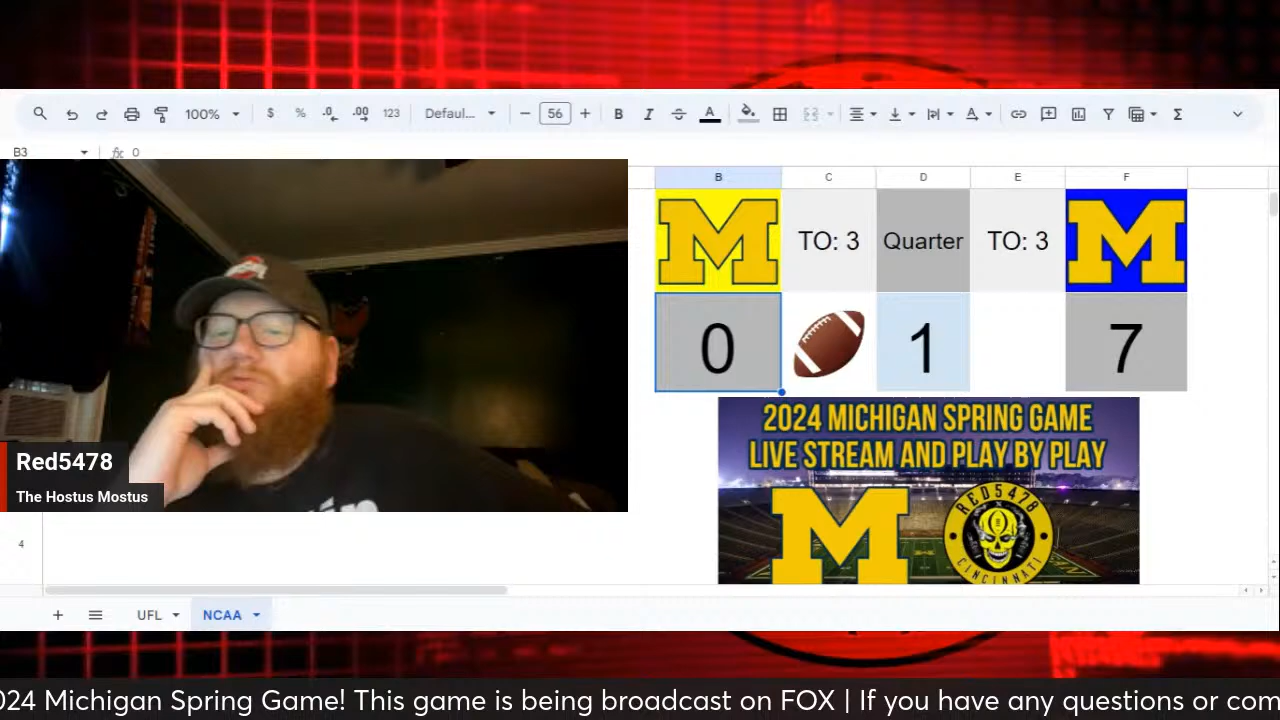 100%
$ % .0 .00 123
Defaul...
56
B I A
Σ
B3
fx 0
B C D E F
M TO: 3 Quarter TO: 3 M
0 1 7
2024 MICHIGAN SPRING GAME
LIVE STREAM AND PLAY BY PLAY
M
RED5478
CINCINNATI
Red5478
The Hostus Mostus
4
UFL
NCAA
024 Michigan Spring Game! This game is being broadcast on FOX | If you have any questions or com